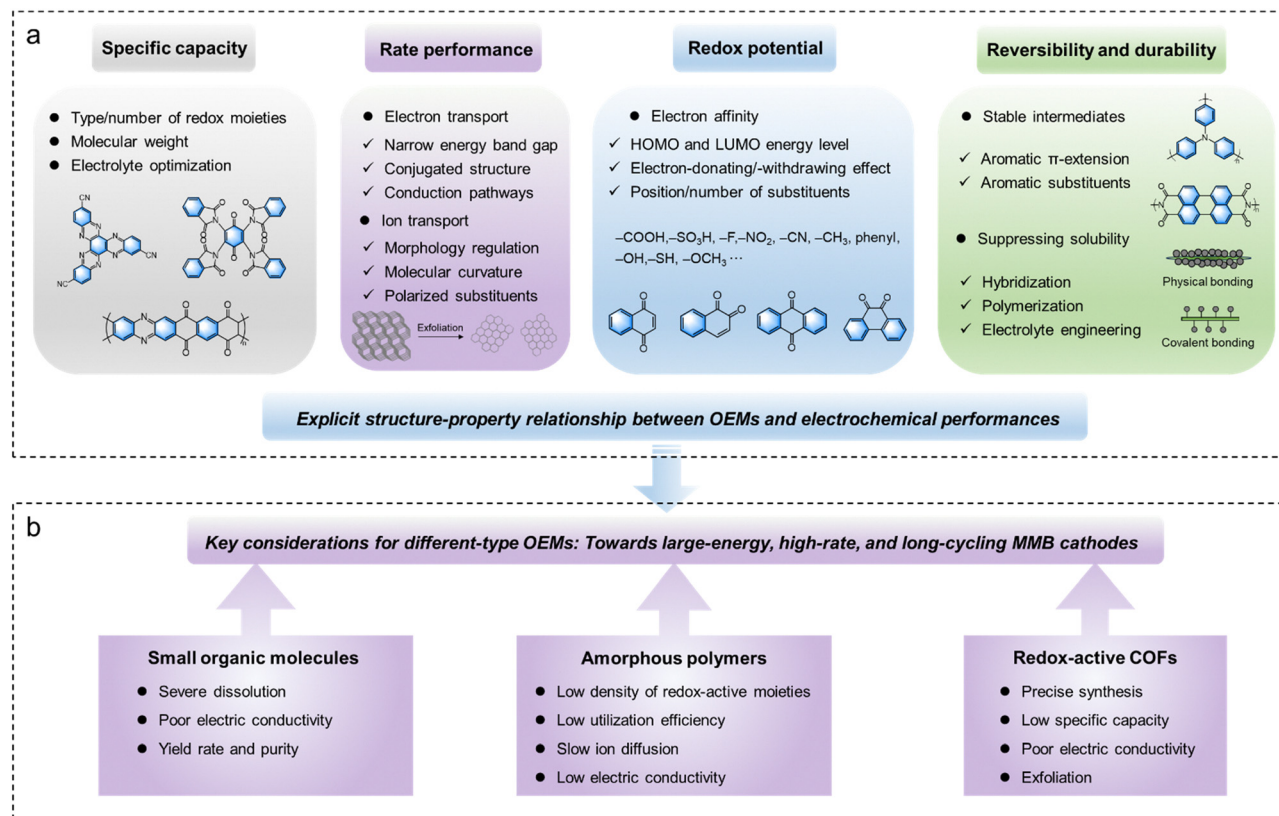 a
Specific capacity
Rate performance
Redox potential
Reversibility and durability
● Type/number of redox moieties
● Molecular weight
● Electrolyte optimization
CN
N
N
N
N
N
N
CN
NC
O
O
O
O
O
N
N
N
N
O
O
O
O
O
N
N
O
O
O
O
n
● Electron transport
✓ Narrow energy band gap
✓ Conjugated structure
✓ Conduction pathways
● Ion transport
✓ Morphology regulation
✓ Molecular curvature
✓ Polarized substituents
Exfoliation
● Electron affinity
✓ HOMO and LUMO energy level
✓ Electron-donating/-withdrawing effect
✓ Position/number of substituents
–COOH,–SO₃H, –F,–NO₂, –CN, –CH₃, phenyl,
–OH,–SH, –OCH₃ ···
O
O
O
O
O
O
O
O
● Stable intermediates
✓ Aromatic π-extension
✓ Aromatic substituents
● Suppressing solubility
✓ Hybridization
✓ Polymerization
✓ Electrolyte engineering
N
n
O
O
N
N
O
O
n
Physical bonding
Covalent bonding
Explicit structure-property relationship between OEMs and electrochemical performances
b
Key considerations for different-type OEMs: Towards large-energy, high-rate, and long-cycling MMB cathodes
Small organic molecules
● Severe dissolution
● Poor electric conductivity
● Yield rate and purity
Amorphous polymers
● Low density of redox-active moieties
● Low utilization efficiency
● Slow ion diffusion
● Low electric conductivity
Redox-active COFs
● Precise synthesis
● Low specific capacity
● Poor electric conductivity
● Exfoliation